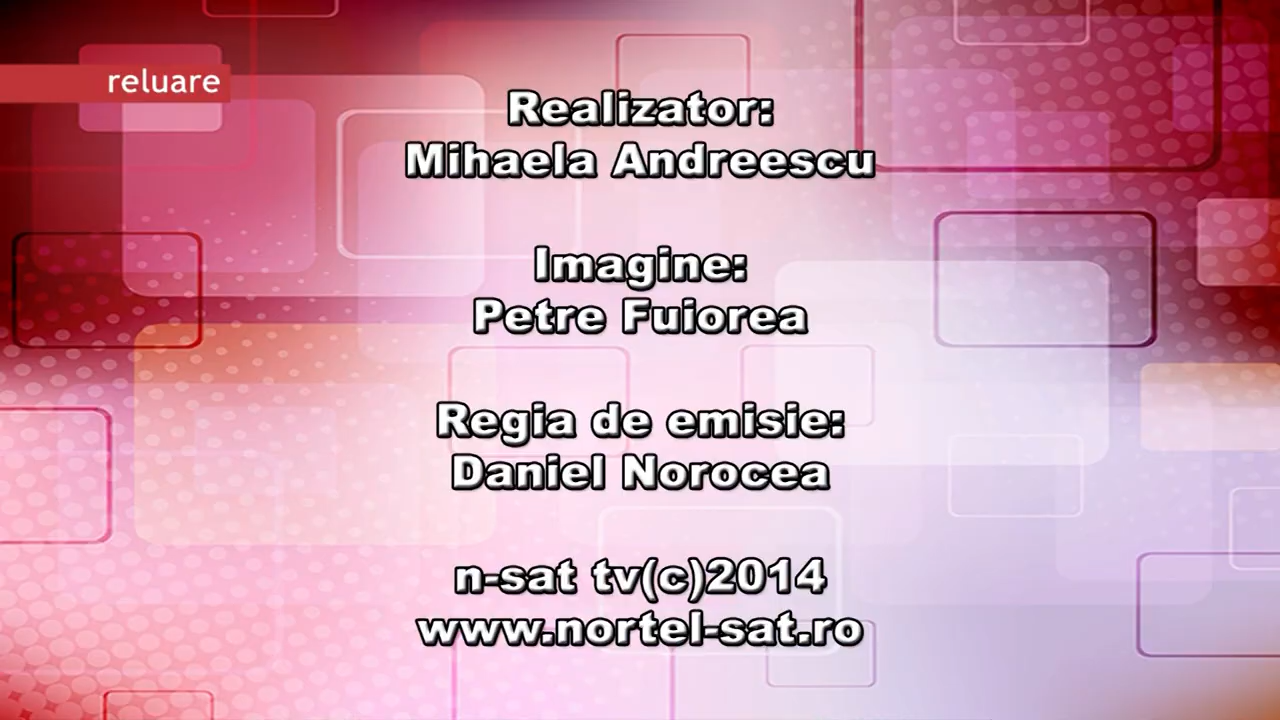 reluare
Realizator:
Mihaela Andreescu
Imagine:
Petre Fuiorea
Regia de emisie:
Daniel Norocea
n-sat tv(c)2014
www.nortel-sat.ro